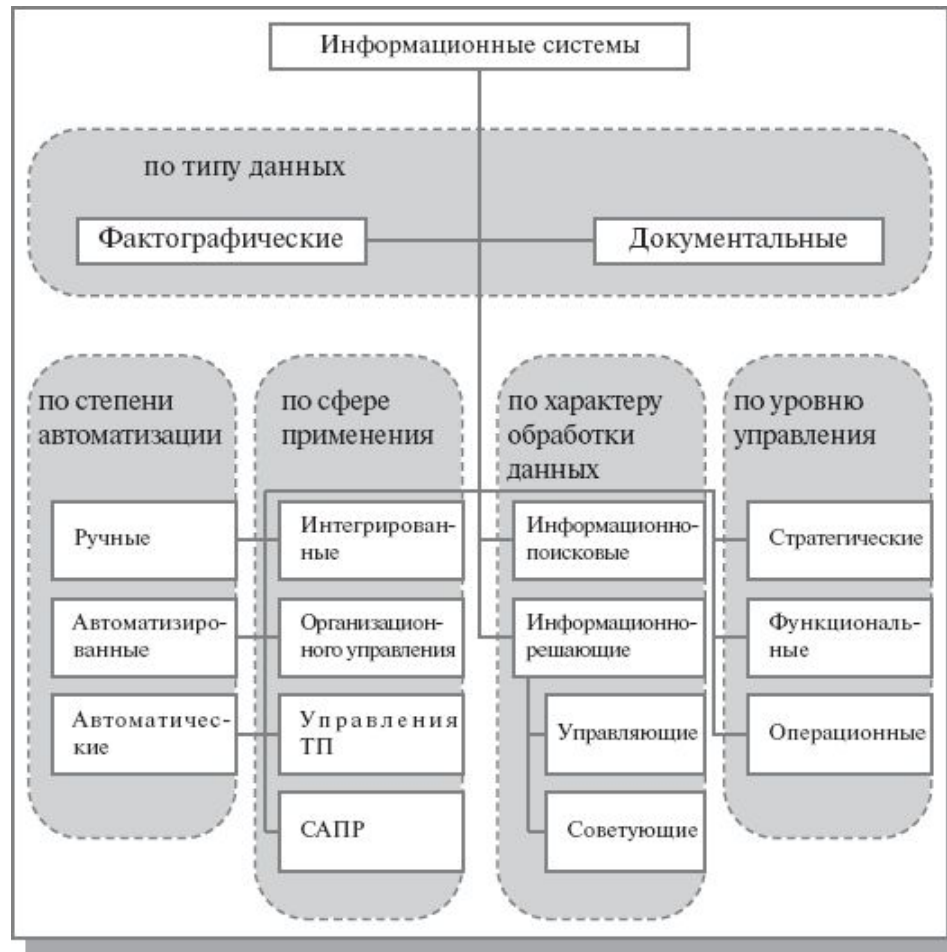 Информационные системы
по типу данных
Фактографические
Документальные
по степени
автоматизации
Ручные
Автоматизиро-
ванные
Автоматичес-
кие
по сфере
применения
Интегрирован-
ные
Организацион-
ного управления
Управления
ТП
САПР
по характеру
обработки
данных
Информационно-
поисковые
Информационно-
решающие
Управляющие
Советующие
по уровню
управления
Стратегические
Функциональ-
ные
Операционные